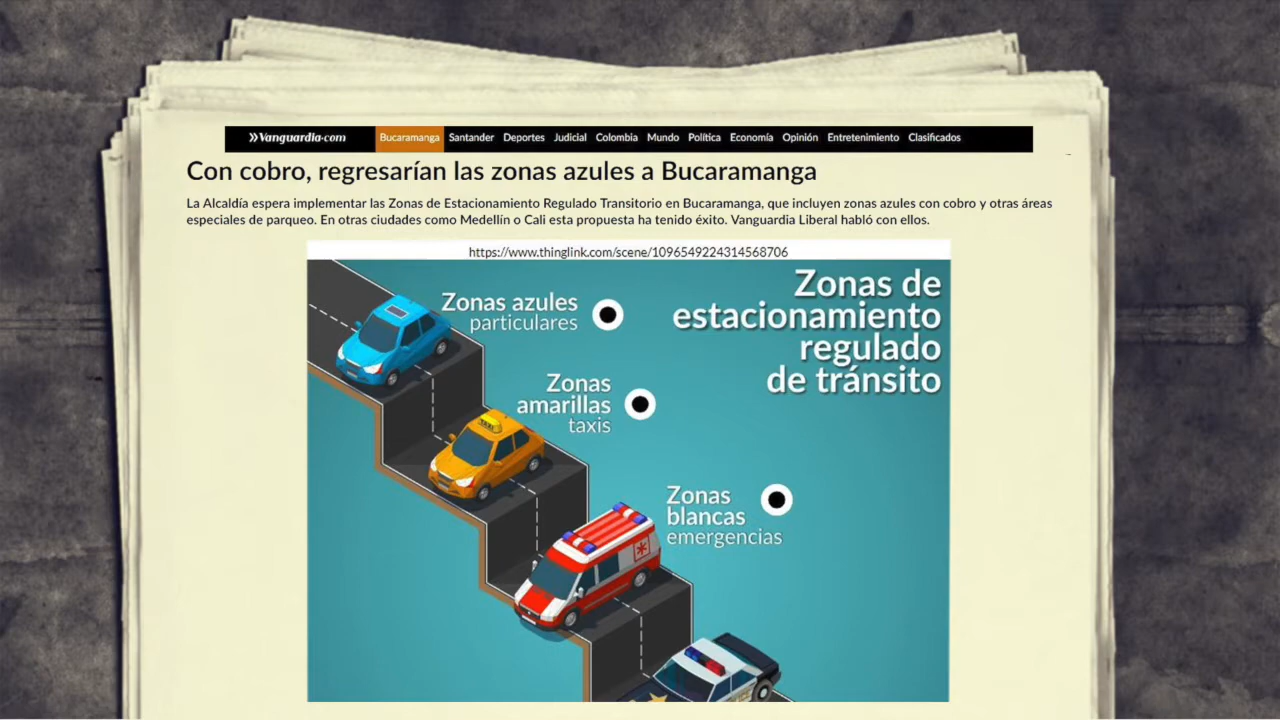 Vanguardia.com Bucaramanga Santander Deportes Judicial Colombia Mundo Política Economía Opinión Entretenimiento Clasificados
Con cobro, regresarían las zonas azules a Bucaramanga
La Alcaldía espera implementar las Zonas de Estacionamiento Regulado Transitorio en Bucaramanga, que incluyen zonas azules con cobro y otras áreas
especiales de parqueo. En otras ciudades como Medellín o Cali esta propuesta ha tenido éxito. Vanguardia Liberal habló con ellos.
https://www.thinglink.com/scene/1096549224314568706
Zonas de
estacionamiento
regulado
de tránsito
Zonas azules
particulares
Zonas
amarillas
taxis
TAXI
Zonas
blancas
emergencias